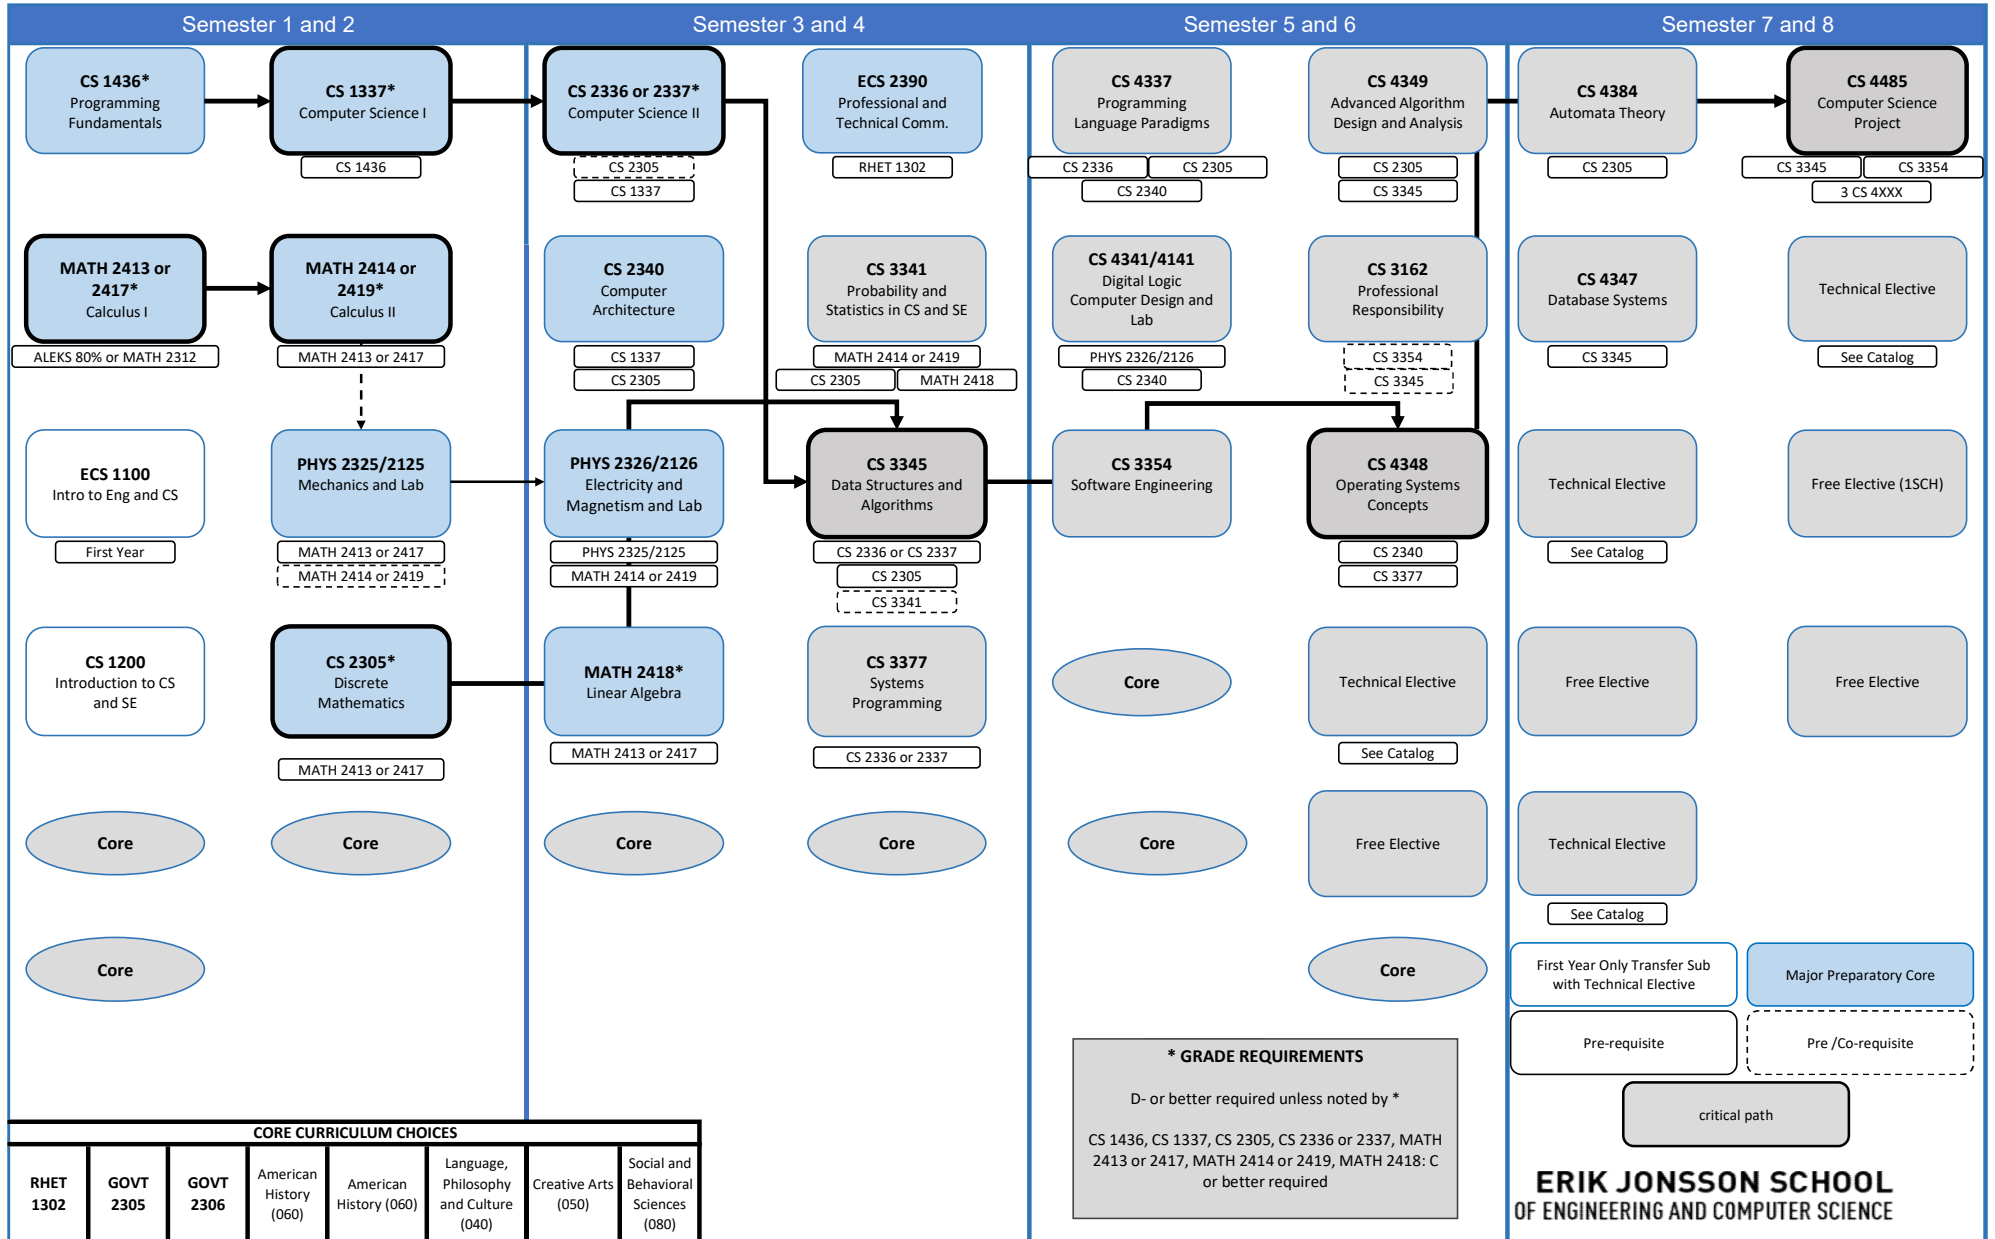 Semester 1 and 2
Semester 3 and 4
Semester 5 and 6
Semester 7 and 8
CS 1436*
Programming
Fundamentals
CS 1337*
Computer Science I
CS 1436
CS 2336 or 2337*
Computer Science II
CS 2305
CS 1337
ECS 2390
Professional and
Technical Comm.
RHET 1302
CS 4337
Programming
Language Paradigms
CS 2336
CS 2305
CS 2340
CS 4349
Advanced Algorithm
Design and Analysis
CS 2305
CS 3345
CS 4384
Automata Theory
CS 2305
CS 4485
Computer Science
Project
CS 3345
CS 3354
3 CS 4XXX
MATH 2413 or
2417*
Calculus I
ALEKS 80% or MATH 2312
MATH 2414 or
2419*
Calculus II
MATH 2413 or 2417
CS 2340
Computer
Architecture
CS 1337
CS 2305
CS 3341
Probability and
Statistics in CS and SE
MATH 2414 or 2419
CS 2305
MATH 2418
CS 4341/4141
Digital Logic
Computer Design and
Lab
PHYS 2326/2126
CS 2340
CS 3162
Professional
Responsibility
CS 3354
CS 3345
CS 4347
Database Systems
CS 3345
Technical Elective
See Catalog
ECS 1100
Intro to Eng and CS
First Year
PHYS 2325/2125
Mechanics and Lab
MATH 2413 or 2417
MATH 2414 or 2419
PHYS 2326/2126
Electricity and
Magnetism and Lab
PHYS 2325/2125
MATH 2414 or 2419
CS 3345
Data Structures and
Algorithms
CS 2336 or CS 2337
CS 2305
CS 3341
CS 3354
Software Engineering
CS 4348
Operating Systems
Concepts
CS 2340
CS 3377
Technical Elective
See Catalog
Free Elective (1SCH)
CS 1200
Introduction to CS
and SE
CS 2305*
Discrete
Mathematics
MATH 2413 or 2417
MATH 2418*
Linear Algebra
MATH 2413 or 2417
CS 3377
Systems
Programming
CS 2336 or 2337
Core
Technical Elective
See Catalog
Free Elective
Free Elective
Core
Core
Core
Core
Core
Free Elective
Technical Elective
See Catalog
Core
Core
First Year Only Transfer Sub
with Technical Elective
Major Preparatory Core
Pre-requisite
Pre /Co-requisite
critical path
* GRADE REQUIREMENTS
D- or better required unless noted by *
CS 1436, CS 1337, CS 2305, CS 2336 or 2337, MATH
2413 or 2417, MATH 2414 or 2419, MATH 2418: C
or better required
CORE CURRICULUM CHOICES
RHET
1302
GOVT
2305
GOVT
2306
American
History
(060)
American
History (060)
Language,
Philosophy
and Culture
(040)
Creative Arts
(050)
Social and
Behavioral
Sciences
(080)
ERIK JONSSON SCHOOL
OF ENGINEERING AND COMPUTER SCIENCE